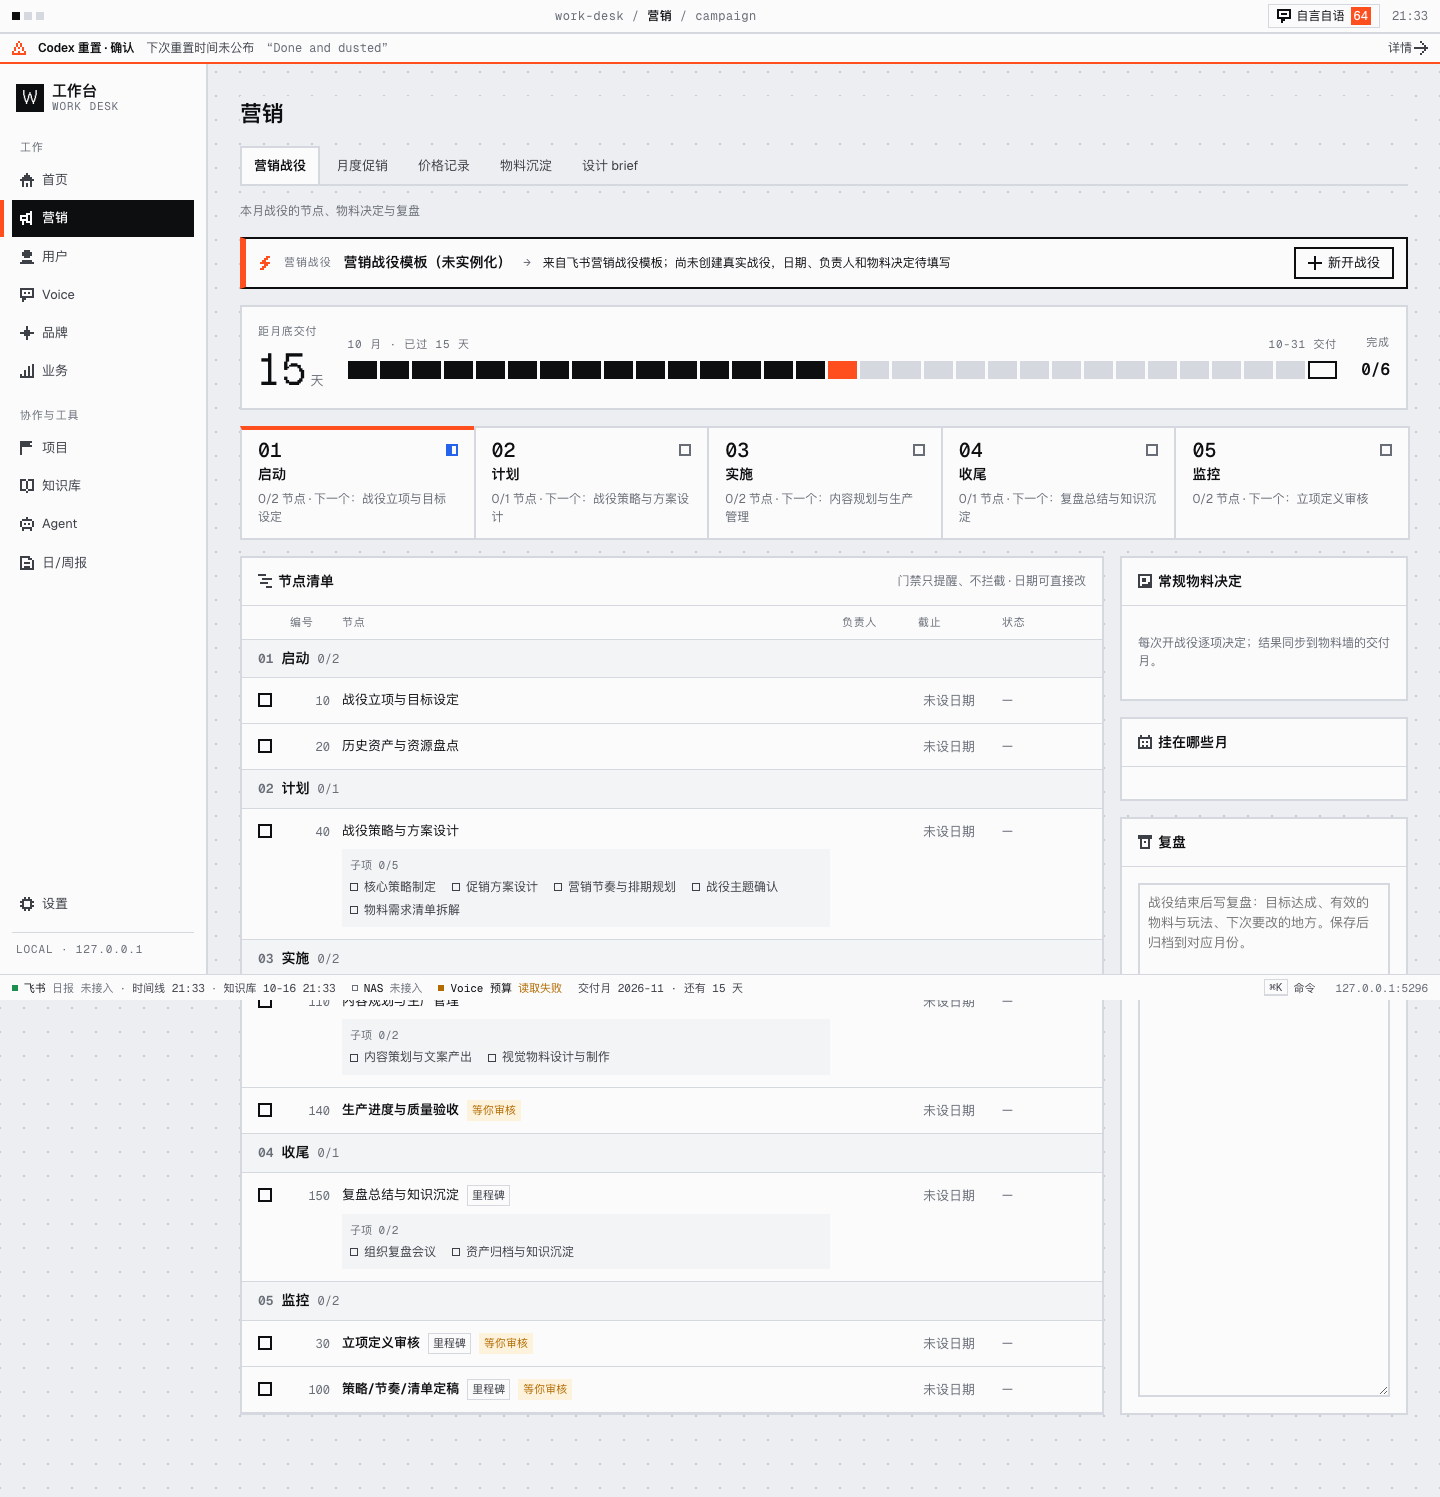 work-desk / 营销 / campaign
自言自语 64
21:33
Codex 重置·确认 下次重置时间未公布 “Done and dusted”
详情
W
工作台
WORK DESK
工作
首页
营销
用户
Voice
品牌
业务
协作与工具
项目
知识库
Agent
日/周报
设置
LOCAL · 127.0.0.1
营销
营销战役 月度促销 价格记录 物料沉淀 设计 brief
本月战役的节点、物料决定与复盘
营销战役 营销战役模板（未实例化） → 来自飞书营销战役模板；尚未创建真实战役，日期、负责人和物料决定待填写
新开战役
距月底交付
15 天
10 月 · 已过 15 天
10-31 交付
完成
0/6
01
启动
0/2 节点·下一个：战役立项与目标
设定
02
计划
0/1 节点·下一个：战役策略与方案设
计
03
实施
0/2 节点·下一个：内容规划与生产
管理
04
收尾
0/1 节点·下一个：复盘总结与知识沉
淀
05
监控
0/2 节点·下一个：立项定义审核
节点清单
门禁只提醒、不拦截·日期可直接改
编号 节点 负责人 截止 状态
01 启动 0/2
10 战役立项与目标设定 未设日期 —
20 历史资产与资源盘点 未设日期 —
02 计划 0/1
40 战役策略与方案设计 未设日期 —
子项 0/5
核心策略制定 促销方案设计 营销节奏与排期规划 战役主题确认
物料需求清单拆解
03 实施 0/2
110 内容规划与生产管理 未设日期 —
子项 0/2
内容策划与文案产出 视觉物料设计与制作
140 生产进度与质量验收 等你审核 未设日期 —
04 收尾 0/1
150 复盘总结与知识沉淀 里程碑 未设日期 —
子项 0/2
组织复盘会议 资产归档与知识沉淀
05 监控 0/2
30 立项定义审核 里程碑 等你审核 未设日期 —
100 策略/节奏/清单定稿 里程碑 等你审核 未设日期 —
常规物料决定
每次开战役逐项决定；结果同步到物料墙的交付
月。
挂在哪些月
复盘
战役结束后写复盘：目标达成、有效的
物料与玩法、下次要改的地方。保存后
归档到对应月份。
飞书 日报 未接入 · 时间线 21:33 · 知识库 10-16 21:33 NAS 未接入 Voice 预算 读取失败 交付月 2026-11 · 还有 15 天
⌘K 命令 127.0.0.1:5296